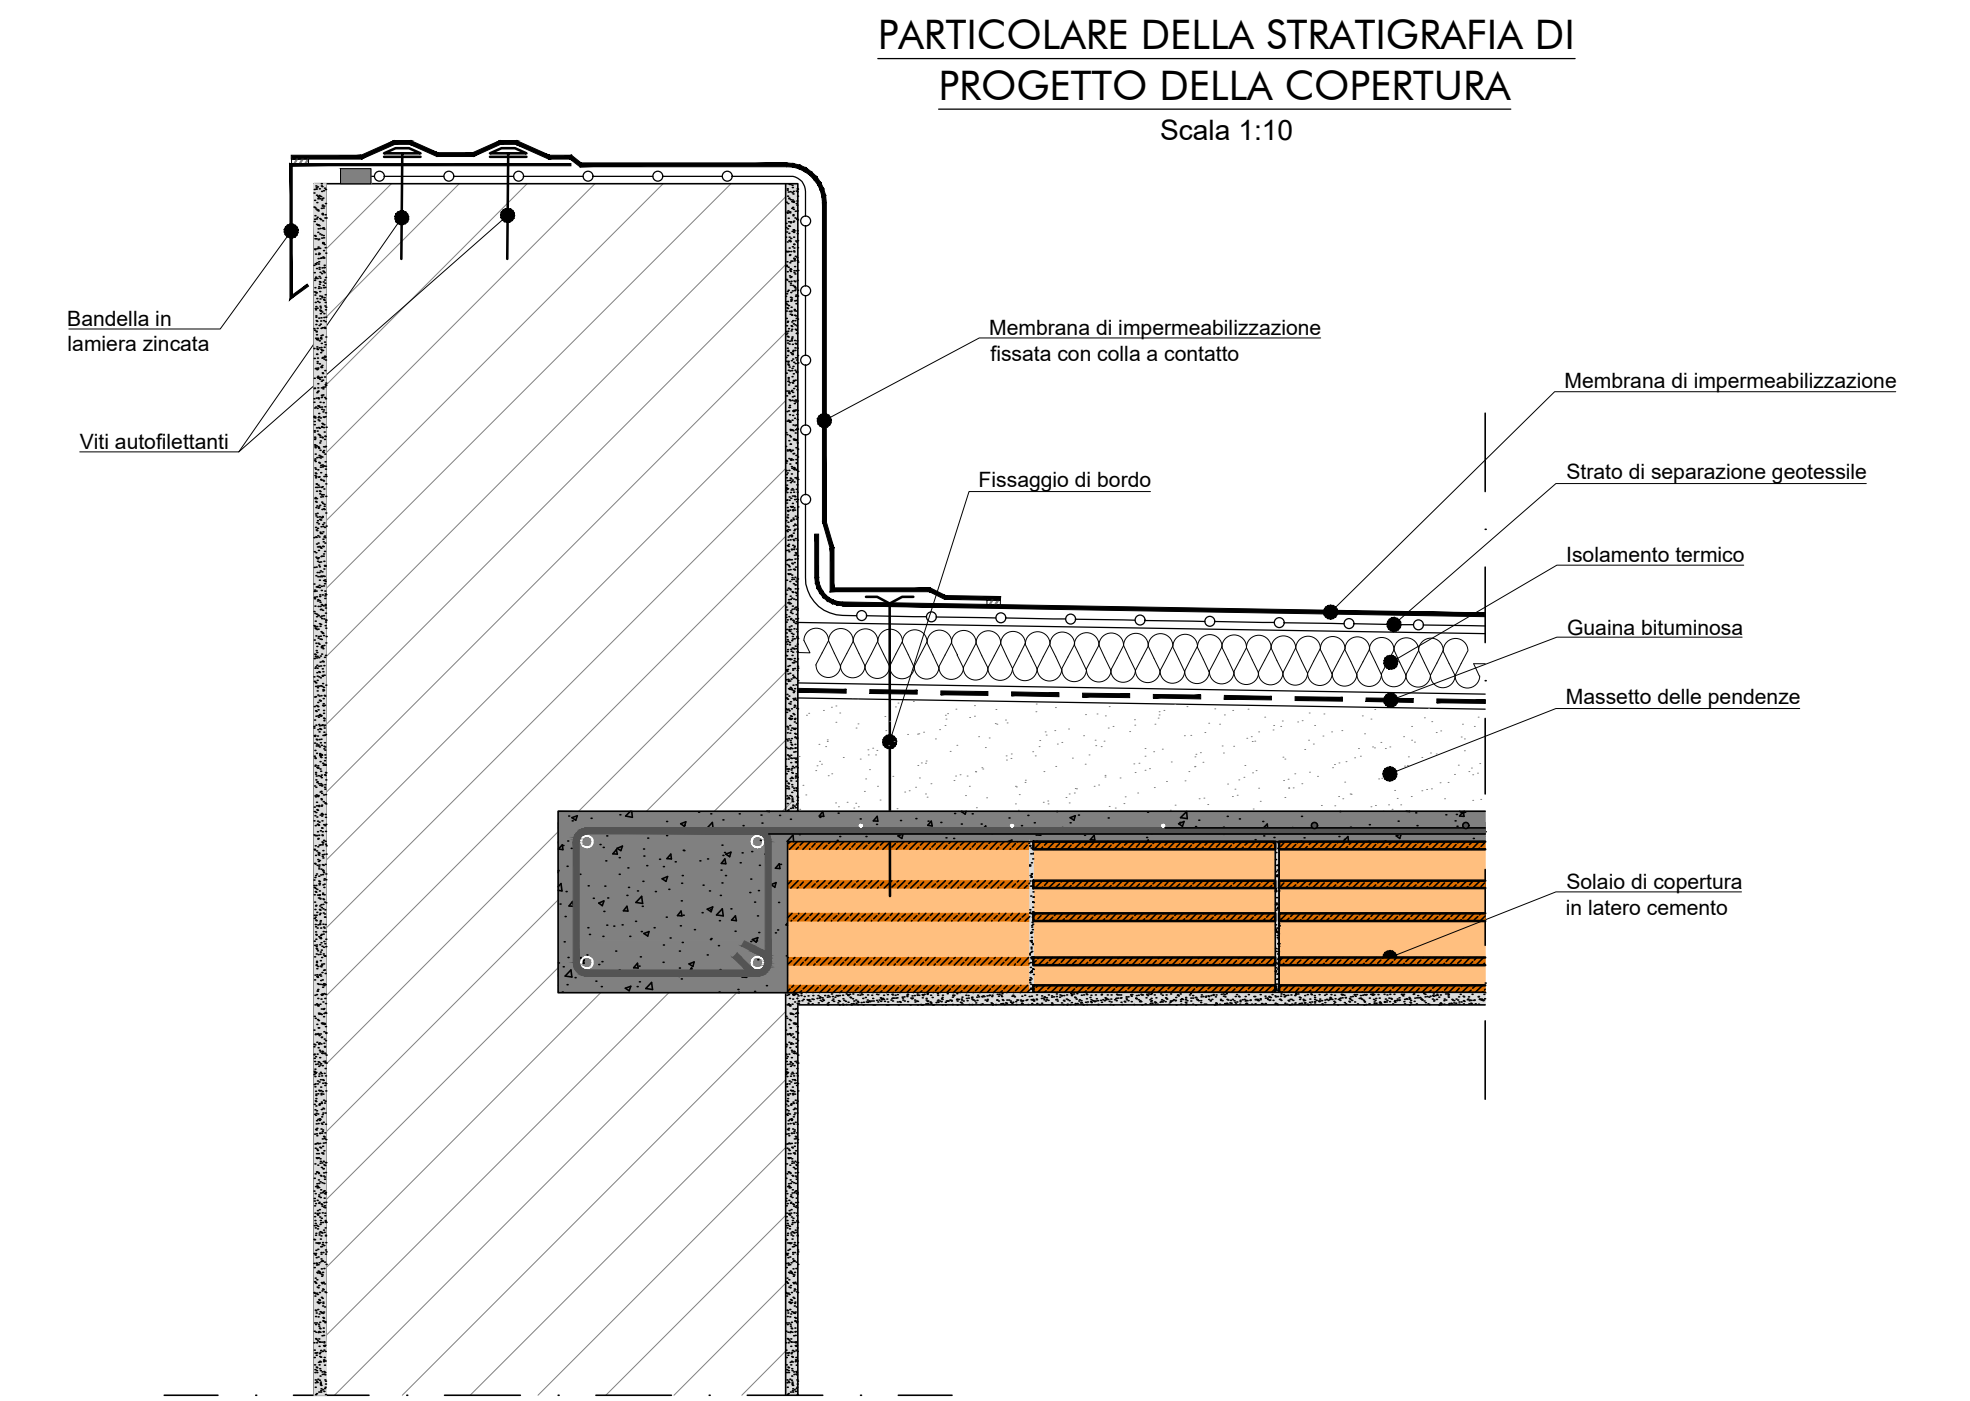 PARTICOLARE DELLA STRATIGRAFIA DI
PROGETTO DELLA COPERTURA
Scala 1:10
Bandella in
lamiera zincata
Viti autofilettanti
Membrana di impermeabilizzazione
fissata con colla a contatto
Fissaggio di bordo
Membrana di impermeabilizzazione
Strato di separazione geotessile
Isolamento termico
Guaina bituminosa
Massetto delle pendenze
Solaio di copertura
in latero cemento